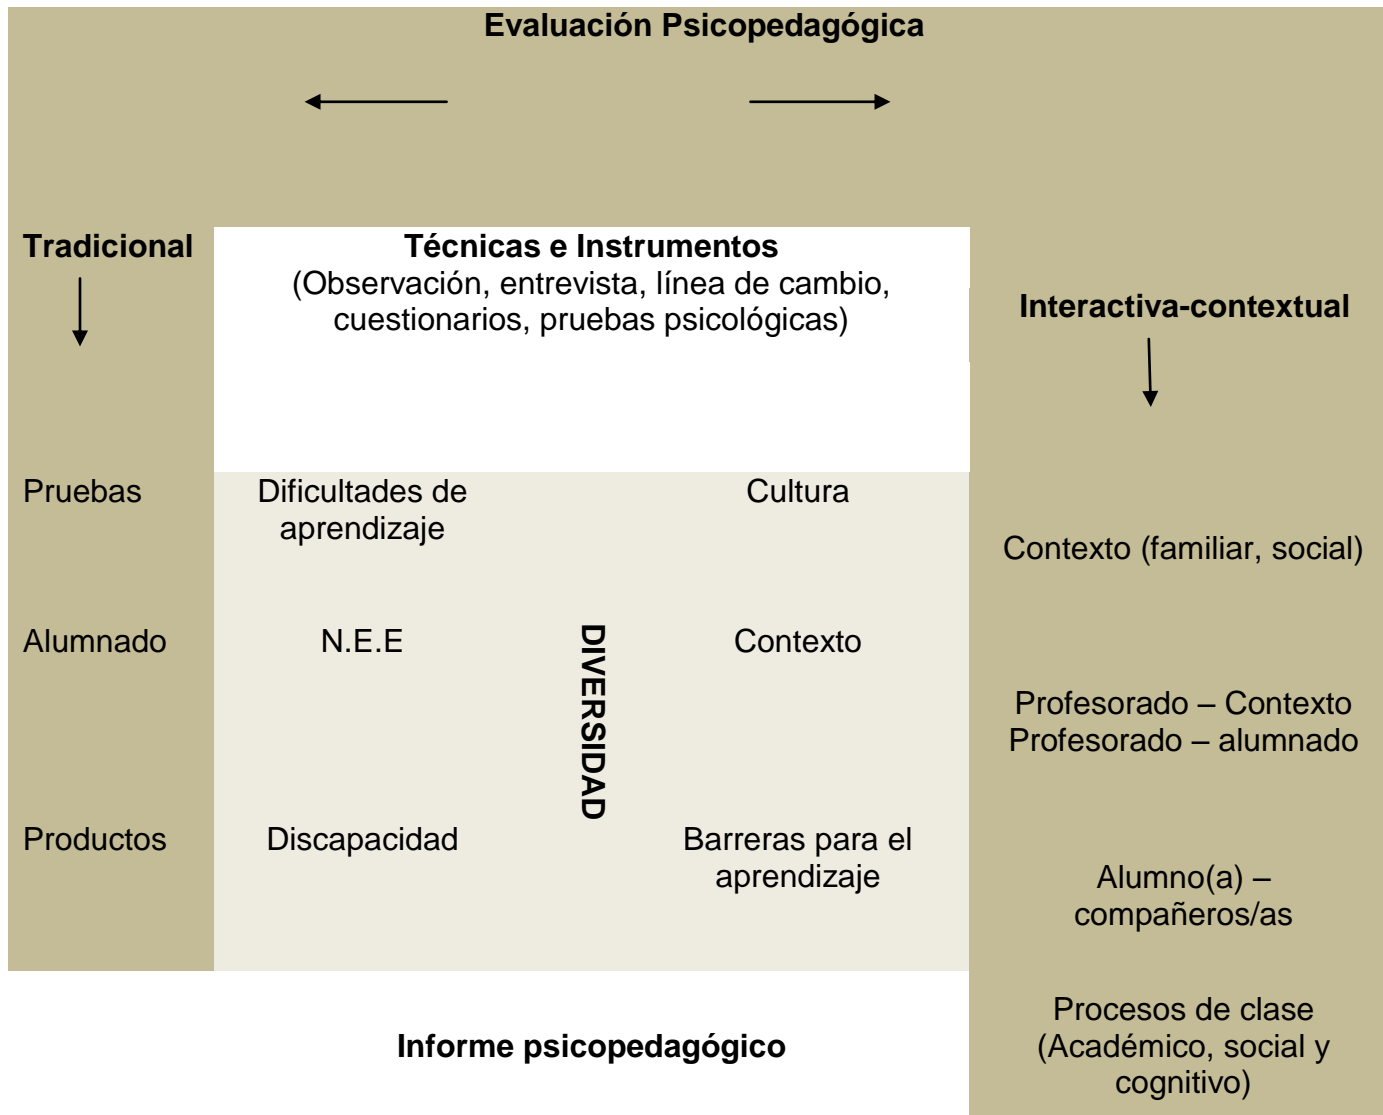 Evaluación Psicopedagógica
Tradicional
Técnicas e Instrumentos
(Observación, entrevista, línea de cambio,
cuestionarios, pruebas psicológicas)
Interactiva-contextual
Pruebas
Dificultades de
aprendizaje
Cultura
Contexto (familiar, social)
Alumnado
N.E.E
DIVERSIDAD
Contexto
Profesorado – Contexto
Profesorado – alumnado
Productos
Discapacidad
Barreras para el
aprendizaje
Alumno(a) –
compañeros/as
Informe psicopedagógico
Procesos de clase
(Académico, social y
cognitivo)